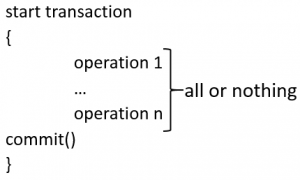 start transaction
{
operation 1
...
all or nothing
operation n
commit()
}